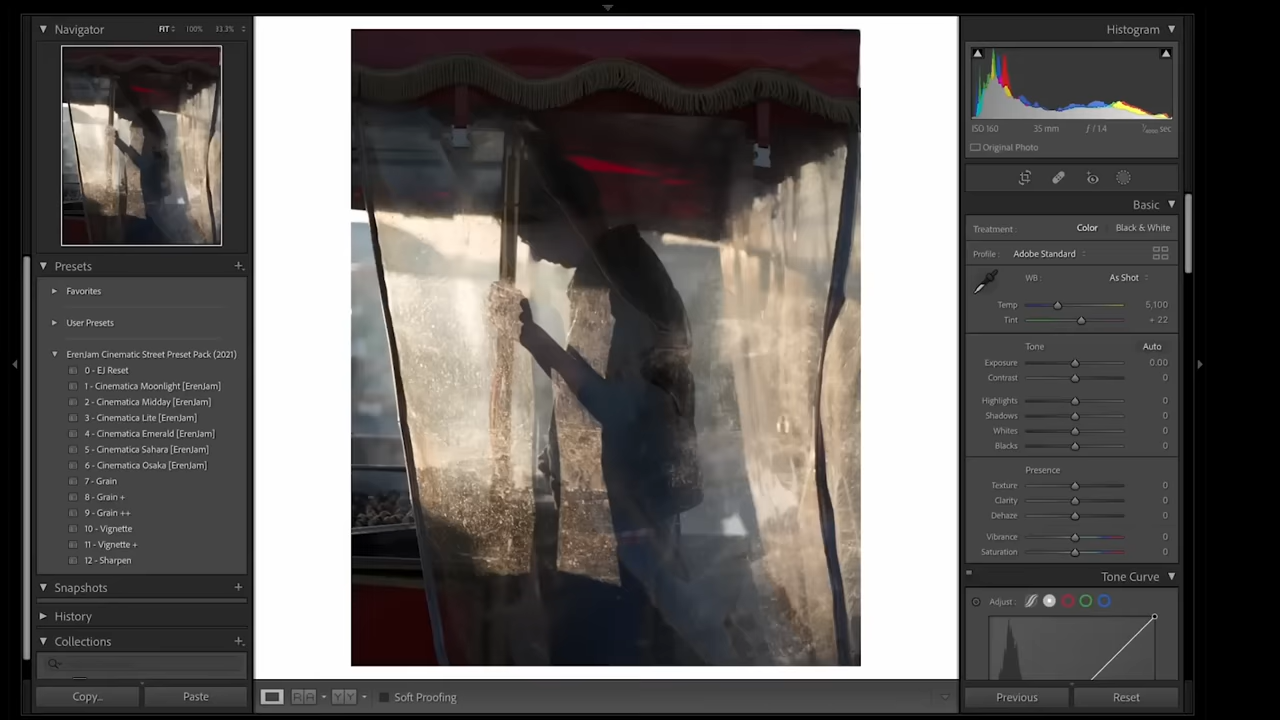 Navigator FIT 100% 33.3%
Presets
Favorites
User Presets
ErenJam Cinematic Street Preset Pack (2021)
0 - EJ Reset
1 - Cinematica Moonlight [ErenJam]
2 - Cinematica Midday [ErenJam]
3 - Cinematica Lite [ErenJam]
4 - Cinematica Emerald [ErenJam]
5 - Cinematica Sahara [ErenJam]
6 - Cinematica Osaka [ErenJam]
7 - Grain
8 - Grain +
9 - Grain ++
10 - Vignette
11 - Vignette +
12 - Sharpen
Snapshots
History
Collections
Copy... Paste
Soft Proofing
Histogram
ISO 160 35 mm ƒ / 1.4 sec
Original Photo
Basic
Treatment : Color Black & White
Profile : Adobe Standard
WB : As Shot
Temp 5,100
Tint + 22
Tone Auto
Exposure 0.00
Contrast 0
Highlights 0
Shadows 0
Whites 0
Blacks 0
Presence
Texture 0
Clarity 0
Dehaze 0
Vibrance 0
Saturation 0
Tone Curve
Adjust :
Previous Reset